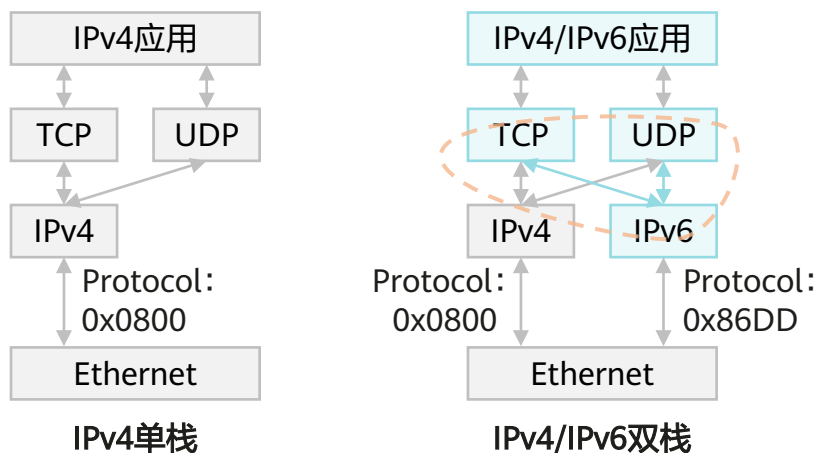 IPv4应用
TCP
UDP
IPv4
Protocol：
0x0800
Ethernet
IPv4单栈
IPv4/IPv6应用
TCP
UDP
IPv4
IPv6
Protocol：
0x0800
Protocol：
0x86DD
Ethernet
IPv4/IPv6双栈